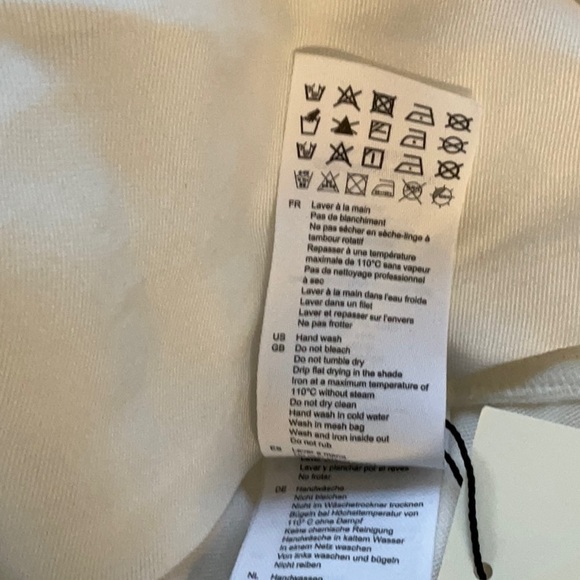 FR Laver à la main
Pas de blanchiment
Ne pas sécher en sèche-linge à
tambour rotatif
Repasser à une température
maximale de 110°C sans vapeur
Pas de nettoyage professionnel
à sec
Laver à la main dans l'eau froide
Laver dans un filet
Laver et repasser sur l'envers
Ne pas frotter
US Hand wash
GB Do not bleach
Do not tumble dry
Drip flat drying in the shade
Iron at a maximum temperature of
110°C without steam
Do not dry clean
Hand wash in cold water
Wash in mesh bag
Wash and iron inside out
Do not rub
ES Lavar a mano
Lavar y planchar por el revés
No frotar
DE Handwäsche
Nicht bleichen
Nicht im Wäschetrockner trocknen
Bügeln bei Höchsttemperatur von
110° C ohne Dampf
Keine chemische Reinigung
Handwäsche in kaltem Wasser
In einem Netz waschen
Von links waschen und bügeln
Nicht reiben
NL Handwassen